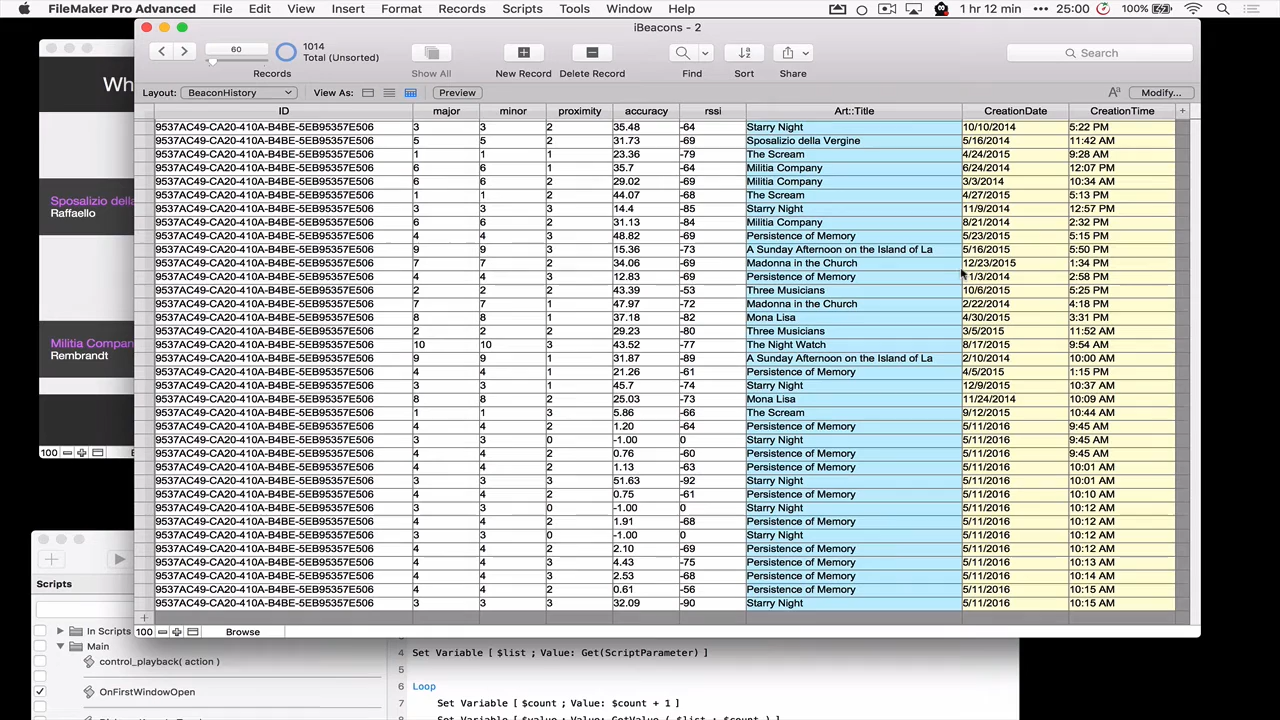 FileMaker Pro Advanced File Edit View Insert Format Records Scripts Tools Window Help 1 hr 12 min 25:00 100%
iBeacons - 2
60 1014
Total (Unsorted)
Records Show All New Record Delete Record Find Sort Share Search
Layout: BeaconHistory View As: Preview Modify...
ID major minor proximity accuracy rssi Art::Title CreationDate CreationTime
9537AC49-CA20-410A-B4BE-5EB95357E506 3 3 2 35.48 -64 Starry Night 10/10/2014 5:22 PM
9537AC49-CA20-410A-B4BE-5EB95357E506 5 5 2 31.73 -69 Sposalizio della Vergine 5/16/2014 11:42 AM
9537AC49-CA20-410A-B4BE-5EB95357E506 1 1 1 23.36 -79 The Scream 4/24/2015 9:28 AM
9537AC49-CA20-410A-B4BE-5EB95357E506 6 6 1 35.7 -64 Militia Company 6/24/2014 12:07 PM
9537AC49-CA20-410A-B4BE-5EB95357E506 6 6 2 29.02 -69 Militia Company 3/3/2014 10:34 AM
9537AC49-CA20-410A-B4BE-5EB95357E506 1 1 2 44.07 -68 The Scream 4/27/2015 5:13 PM
9537AC49-CA20-410A-B4BE-5EB95357E506 3 3 3 14.4 -85 Starry Night 11/9/2014 12:57 PM
9537AC49-CA20-410A-B4BE-5EB95357E506 6 6 2 31.13 -84 Militia Company 8/21/2014 2:32 PM
9537AC49-CA20-410A-B4BE-5EB95357E506 4 4 3 48.82 -69 Persistence of Memory 5/23/2015 5:15 PM
9537AC49-CA20-410A-B4BE-5EB95357E506 9 9 3 15.36 -73 A Sunday Afternoon on the Island of La 5/16/2015 5:50 PM
9537AC49-CA20-410A-B4BE-5EB95357E506 7 7 2 34.06 -69 Madonna in the Church 12/23/2015 1:34 PM
9537AC49-CA20-410A-B4BE-5EB95357E506 4 4 3 12.83 -69 Persistence of Memory 1/3/2014 2:58 PM
9537AC49-CA20-410A-B4BE-5EB95357E506 2 2 2 43.39 -53 Three Musicians 10/6/2015 5:25 PM
9537AC49-CA20-410A-B4BE-5EB95357E506 7 7 1 47.97 -72 Madonna in the Church 2/22/2014 4:18 PM
9537AC49-CA20-410A-B4BE-5EB95357E506 8 8 1 37.18 -82 Mona Lisa 4/30/2015 3:31 PM
9537AC49-CA20-410A-B4BE-5EB95357E506 2 2 2 29.23 -80 Three Musicians 3/5/2015 11:52 AM
9537AC49-CA20-410A-B4BE-5EB95357E506 10 10 3 43.52 -77 The Night Watch 8/17/2015 9:54 AM
9537AC49-CA20-410A-B4BE-5EB95357E506 9 9 1 31.87 -89 A Sunday Afternoon on the Island of La 2/10/2014 10:00 AM
9537AC49-CA20-410A-B4BE-5EB95357E506 4 4 1 21.26 -61 Persistence of Memory 4/5/2015 1:15 PM
9537AC49-CA20-410A-B4BE-5EB95357E506 3 3 1 45.7 -74 Starry Night 12/9/2015 10:37 AM
9537AC49-CA20-410A-B4BE-5EB95357E506 8 8 2 25.03 -73 Mona Lisa 11/24/2014 10:09 AM
9537AC49-CA20-410A-B4BE-5EB95357E506 1 1 3 5.86 -66 The Scream 9/12/2015 10:44 AM
9537AC49-CA20-410A-B4BE-5EB95357E506 4 4 2 1.20 -64 Persistence of Memory 5/11/2016 9:45 AM
9537AC49-CA20-410A-B4BE-5EB95357E506 3 3 0 -1.00 0 Starry Night 5/11/2016 9:45 AM
9537AC49-CA20-410A-B4BE-5EB95357E506 4 4 2 0.76 -60 Persistence of Memory 5/11/2016 9:45 AM
9537AC49-CA20-410A-B4BE-5EB95357E506 4 4 2 1.13 -63 Persistence of Memory 5/11/2016 10:01 AM
9537AC49-CA20-410A-B4BE-5EB95357E506 3 3 3 51.63 -92 Starry Night 5/11/2016 10:01 AM
9537AC49-CA20-410A-B4BE-5EB95357E506 4 4 2 0.75 -61 Persistence of Memory 5/11/2016 10:10 AM
9537AC49-CA20-410A-B4BE-5EB95357E506 3 3 0 -1.00 0 Starry Night 5/11/2016 10:12 AM
9537AC49-CA20-410A-B4BE-5EB95357E506 4 4 2 1.91 -68 Persistence of Memory 5/11/2016 10:12 AM
9537AC49-CA20-410A-B4BE-5EB95357E506 3 3 0 -1.00 0 Starry Night 5/11/2016 10:12 AM
9537AC49-CA20-410A-B4BE-5EB95357E506 4 4 2 2.10 -69 Persistence of Memory 5/11/2016 10:12 AM
9537AC49-CA20-410A-B4BE-5EB95357E506 4 4 3 4.43 -75 Persistence of Memory 5/11/2016 10:13 AM
9537AC49-CA20-410A-B4BE-5EB95357E506 4 4 3 2.53 -68 Persistence of Memory 5/11/2016 10:14 AM
9537AC49-CA20-410A-B4BE-5EB95357E506 4 4 2 0.61 -56 Persistence of Memory 5/11/2016 10:15 AM
9537AC49-CA20-410A-B4BE-5EB95357E506 3 3 3 32.09 -90 Starry Night 5/11/2016 10:15 AM
100 Browse
Wh
Sposalizio della
Raffaello
Militia Compan
Rembrandt
100
Scripts
In Scripts
Main
control_playback( action )
OnFirstWindowOpen
4 Set Variable [ $list ; Value: Get(ScriptParameter) ]
5
6 Loop
7 Set Variable [ $count ; Value: $count + 1 ]
8 Set Variable [ $value ; Value: GetValue ( $list ; $count ) ]